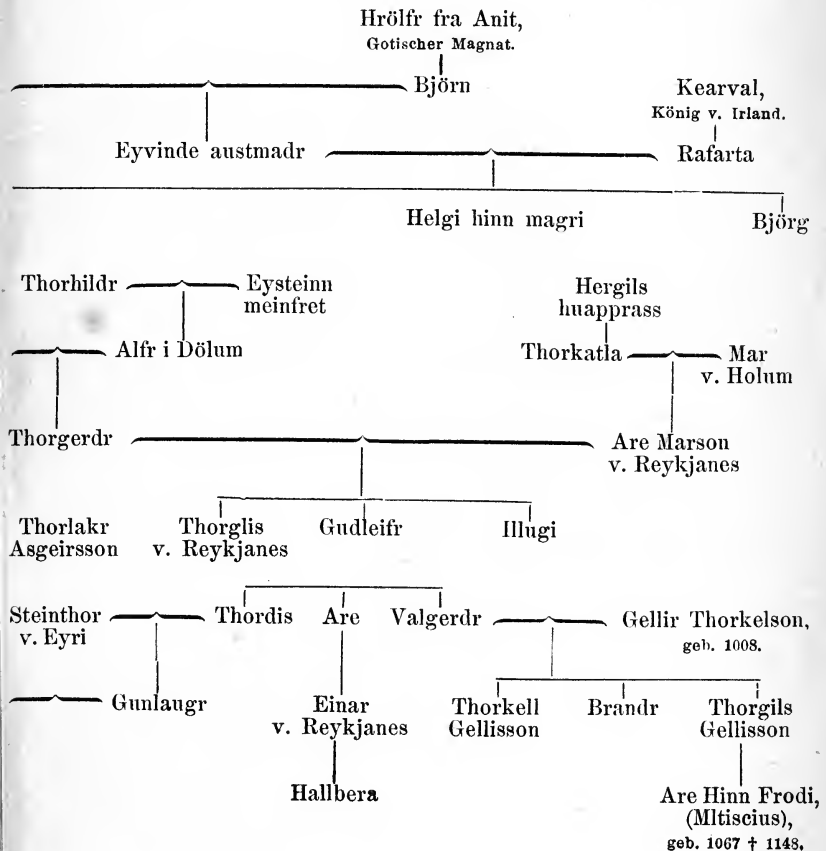 Hrölfr fra Anit,
Gotischer Magnat.
Björn
Kearval,
König v. Irland.
Eyvinde austmadr
Rafarta
Helgi hinn magri
Björg
Thorhildr
Eysteinn
meinfret
Hergils
huapprass
Alfr i Dölum
Thorkatla
Mar
v. Holum
Thorgerdr
Are Marson
v. Reykjanes
Thorlakr
Asgeirsson
Thorglis
v. Reykjanes
Gudleifr
Illugi
Steinthor
v. Eyri
Thordis
Are
Valgerdr
Gellir Thorkelson,
geb. 1008.
Gunlaugr
Einar
v. Reykjanes
Thorkell
Gellisson
Brandr
Thorgils
Gellisson
Hallbera
Are Hinn Frodi,
(Mltiscius),
geb. 1067 † 1148,